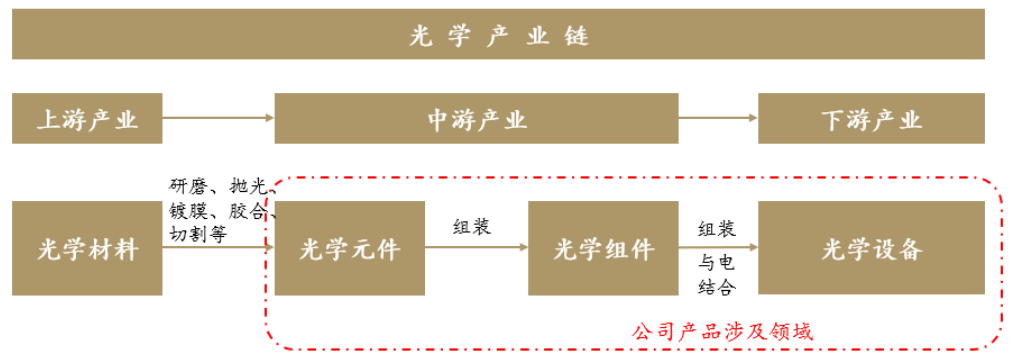 光学产业链
上游产业
中游产业
下游产业
研磨、抛光、
镀膜、胶合、
切割等
光学材料
光学元件
组装
光学组件
组装
与电
结合
光学设备
公司产品涉及领域